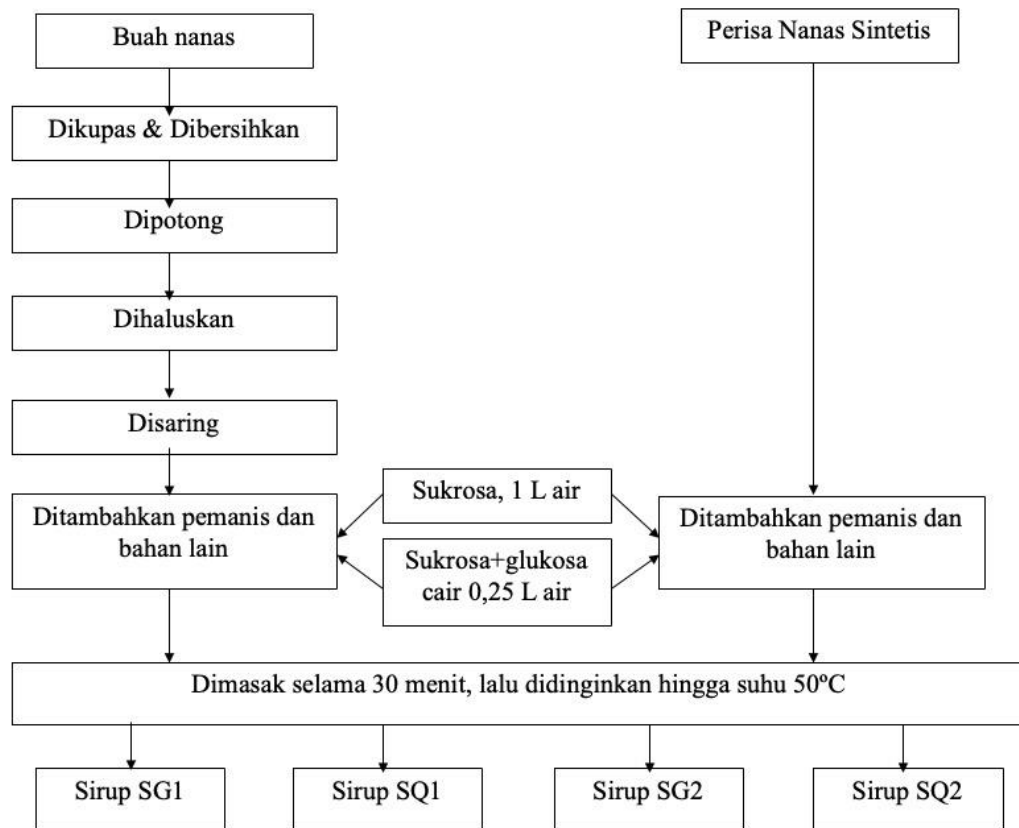 Buah nanas
Perisa Nanas Sintetis
Dikupas & Dibersihkan
Dipotong
Dihaluskan
Disaring
Ditambahkan pemanis dan
bahan lain
Sukrosa, 1 L air
Sukrosa+glukosa
cair 0,25 L air
Ditambahkan pemanis dan
bahan lain
Dimasak selama 30 menit, lalu didinginkan hingga suhu 50ºC
Sirup SG1
Sirup SQ1
Sirup SG2
Sirup SQ2